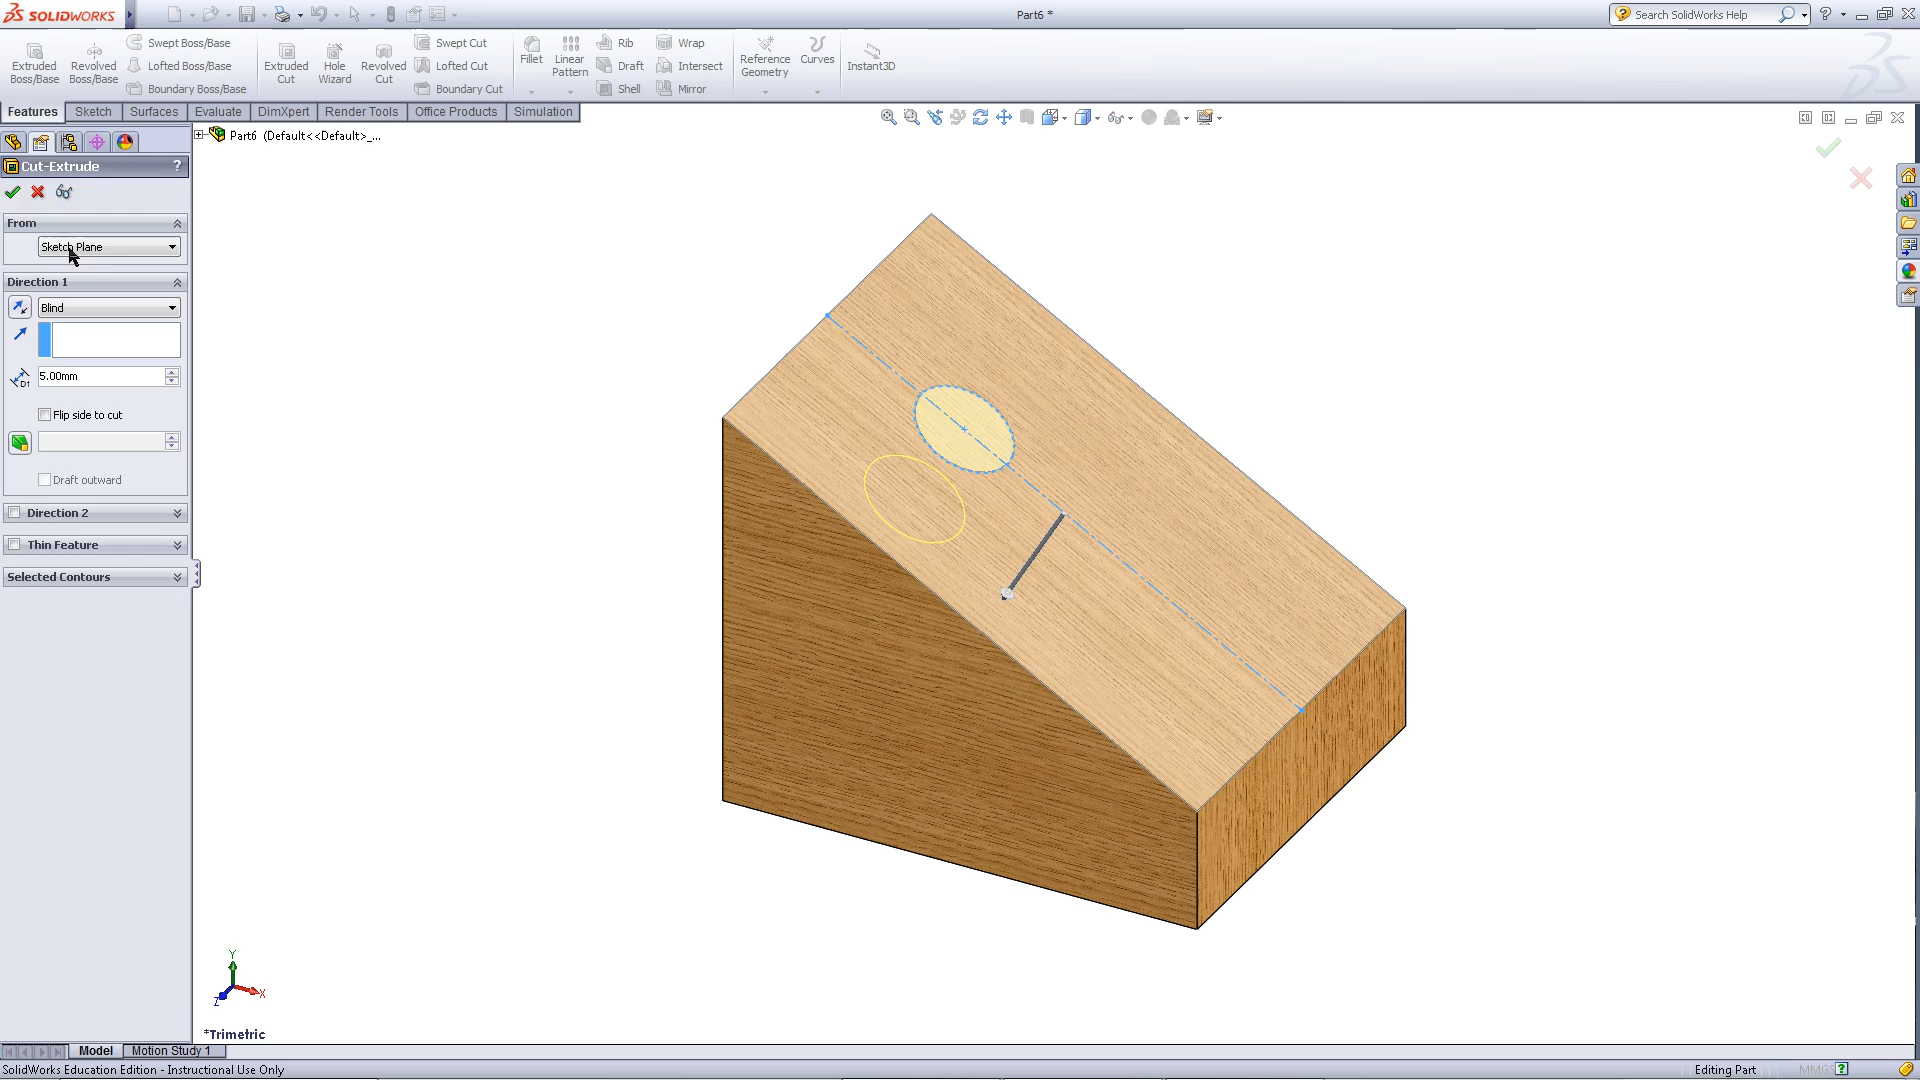 SOLIDWORKS
Part6 *
Search SolidWorks Help
Extruded Boss/Base
Revolved Boss/Base
Swept Boss/Base
Lofted Boss/Base
Boundary Boss/Base
Extruded Cut
Hole Wizard
Revolved Cut
Swept Cut
Lofted Cut
Boundary Cut
Fillet
Linear Pattern
Rib
Draft
Shell
Wrap
Intersect
Mirror
Reference Geometry
Curves
Instant3D
Features Sketch Surfaces Evaluate DimXpert Render Tools Office Products Simulation
Part6 (Default<<Default>_...
Cut-Extrude ?
From
Sketch Plane
Direction 1
Blind
D1 5.00mm
Flip side to cut
Draft outward
Direction 2
Thin Feature
Selected Contours
Y
X
Z
*Trimetric
Model Motion Study 1
SolidWorks Education Edition - Instructional Use Only
Editing Part MMGS ?